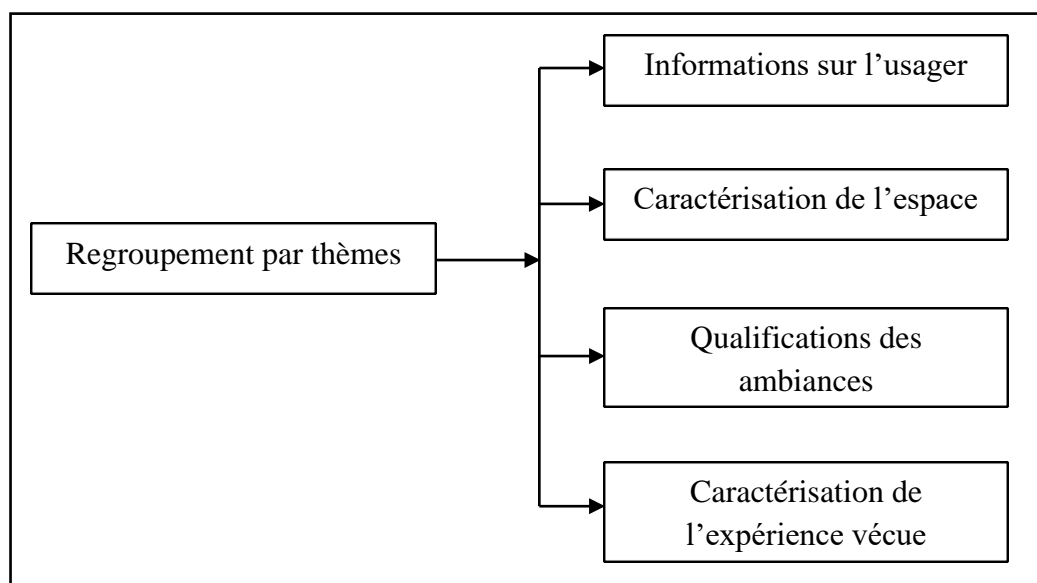 Informations sur l’usager
Caractérisation de l’espace
Regroupement par thèmes
Qualifications des
ambiances
Caractérisation de
l’expérience vécue